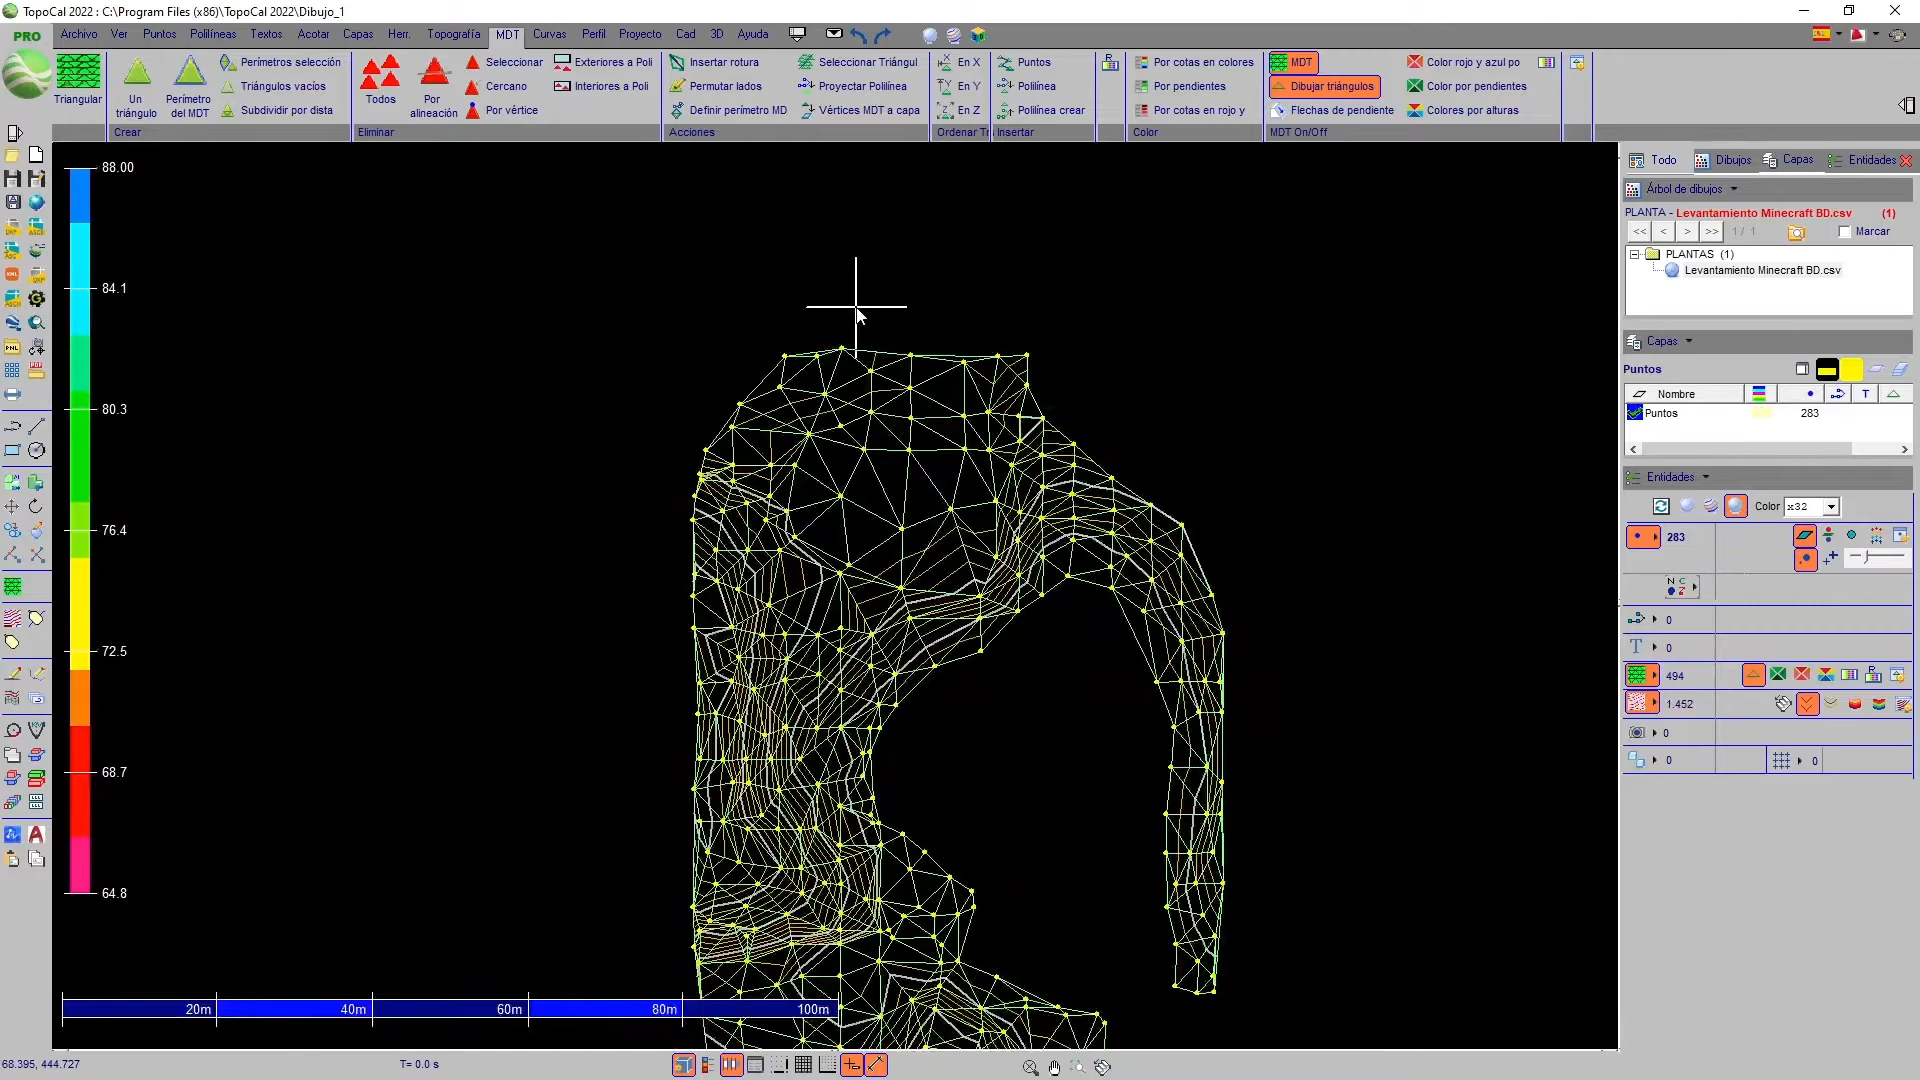 TopoCal 2022 : C:\Program Files (x86)\TopoCal 2022\Dibujo_1
PRO
Archivo Ver Puntos Polilíneas Textos Acotar Capas Herr. Topografía MDT Curvas Perfil Proyecto Cad 3D Ayuda
Triangular
Un triángulo
Perímetro del MDT
Perímetros selección
Triángulos vacíos
Subdividir por dista
Crear
Todos
Por alineación
Seleccionar
Cercano
Por vértice
Exteriores a Poli
Interiores a Poli
Eliminar
Insertar rotura
Permutar lados
Definir perímetro MD
Seleccionar Triángul
Proyectar Polilínea
Vértices MDT a capa
Acciones
En X
En Y
En Z
Ordenar Tr
Puntos
Polilínea
Polilínea crear
Insertar
Por cotas en colores
Por pendientes
Por cotas en rojo y
Color
MDT
Dibujar triángulos
Flechas de pendiente
Color rojo y azul po
Color por pendientes
Colores por alturas
MDT On/Off
88.00
84.1
80.3
76.4
72.5
68.7
64.8
20m 40m 60m 80m 100m
Todo Dibujos Capas Entidades
Árbol de dibujos
PLANTA - Levantamiento Minecraft BD.csv (1)
<< < > >> 1 / 1 Marcar
PLANTAS (1)
Levantamiento Minecraft BD.csv
Capas
Puntos
Nombre T
Puntos 283
Entidades
Color x32
283
N C
Z
0
T 0
494
1.452
0
0 0
68.395, 444.727
T= 0.0 s